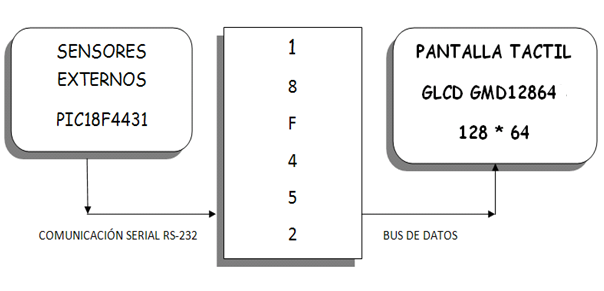 SENSORES
EXTERNOS
PIC18F4431
1
8
F
4
5
2
PANTALLA TACTIL
GLCD GMD12864
128 * 64
COMUNICACIÓN SERIAL RS-232
BUS DE DATOS